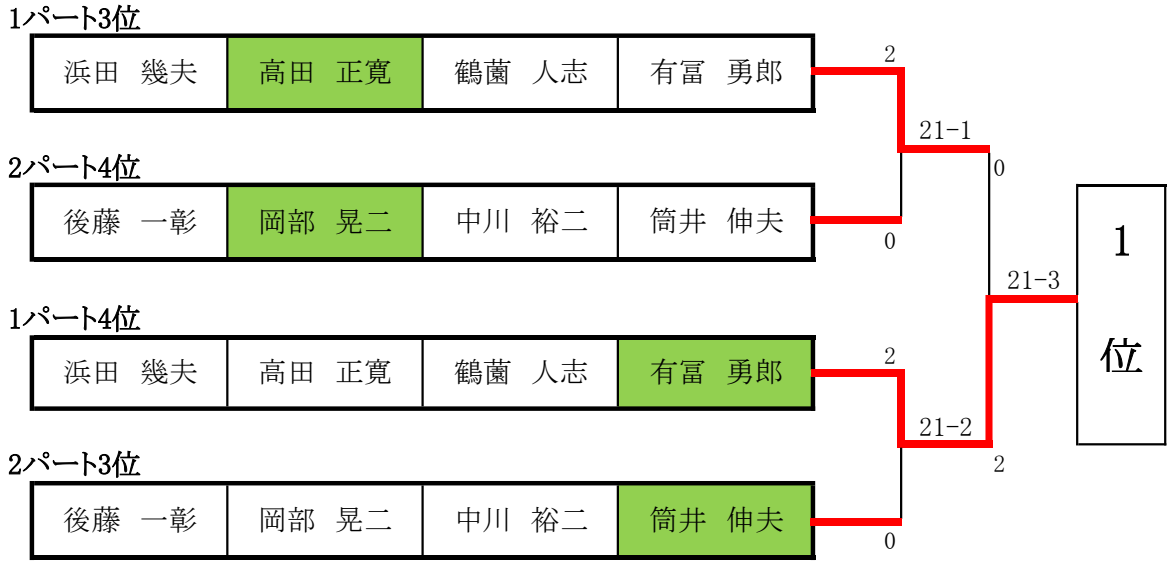 1パート3位
浜田 幾夫 高田 正寛 鶴薗 人志 有冨 勇郎
2
21-1
0
2パート4位
後藤 一彰 岡部 晃二 中川 裕二 筒井 伸夫
0
1
位
21-3
1パート4位
浜田 幾夫 高田 正寛 鶴薗 人志 有冨 勇郎
2
21-2
2
2パート3位
後藤 一彰 岡部 晃二 中川 裕二 筒井 伸夫
0